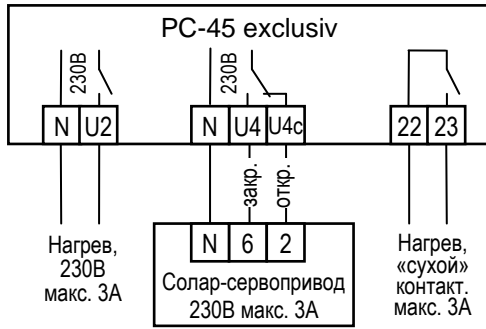 PC-45 exclusiv
230В
230В
N U2
N U4 U4c
22 23
закр.
откр.
N 6 2
Нагрев,
230В
макс. 3А
Солар-сервопривод
230В макс. 3А
Нагрев,
«сухой»
контакт.
макс. 3А